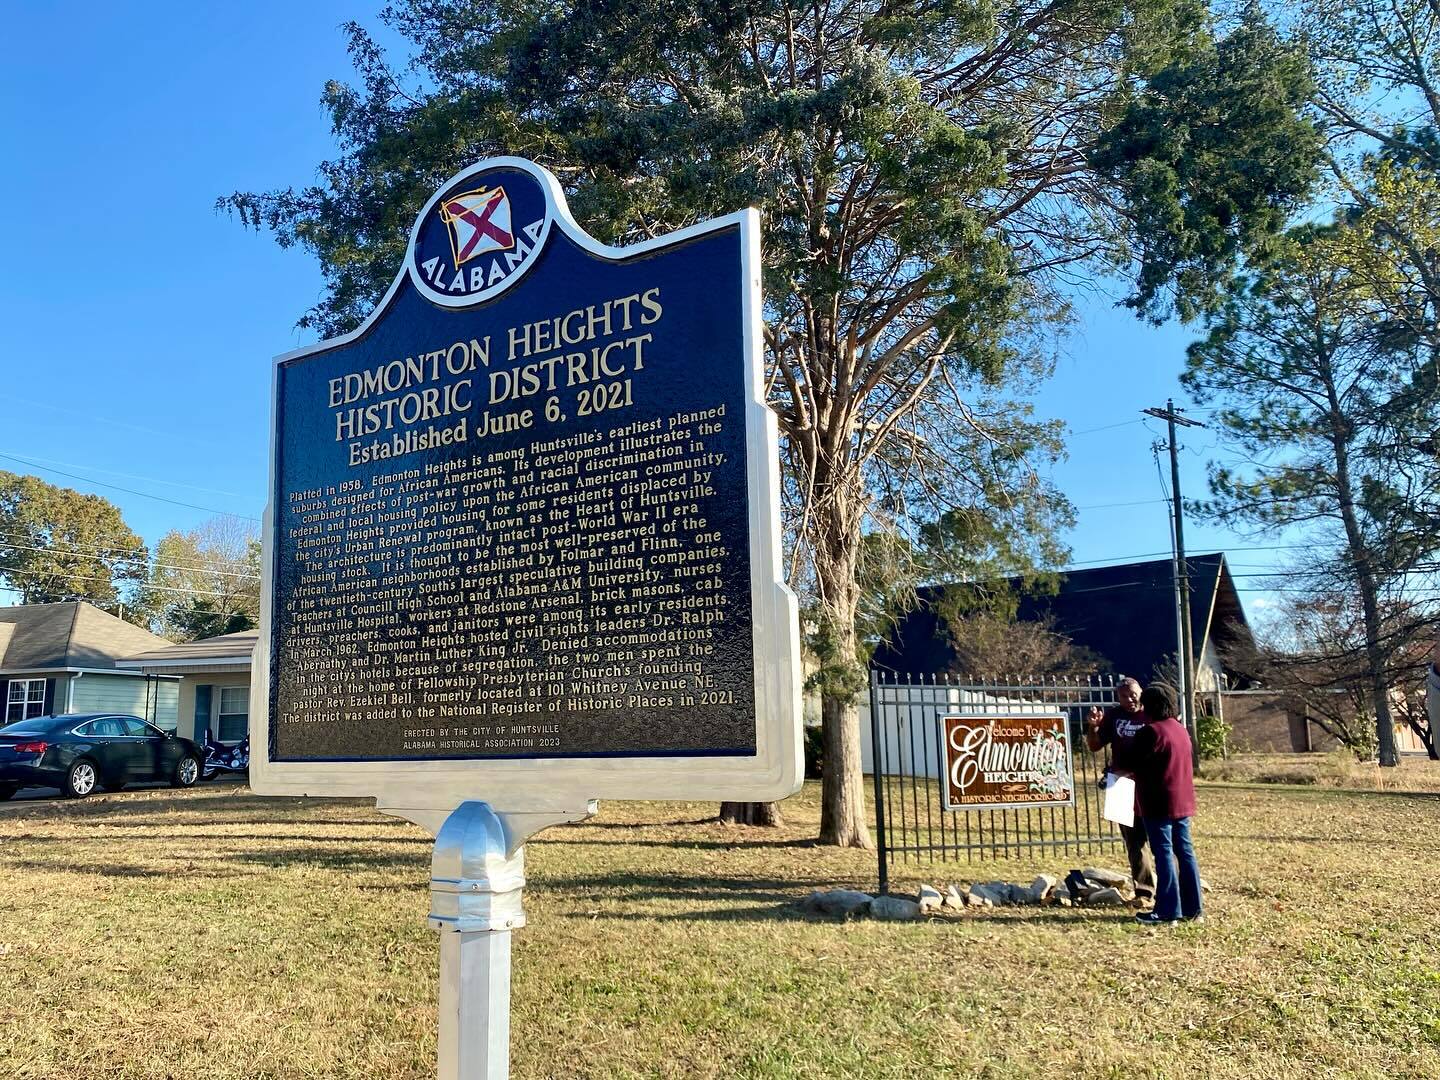 ALABAMA
EDMONTON HEIGHTS
HISTORIC DISTRICT
Established June 6, 2021
Platted in 1958, Edmonton Heights is among Huntsville's earliest planned
suburbs designed for African Americans. Its development illustrates the
combined effects of post-war growth and racial discrimination in
federal and local housing policy upon the African American community.
Edmonton Heights provided housing for some residents displaced by
the city's Urban Renewal program, known as the Heart of Huntsville.
The architecture is predominantly intact post-World War II era
housing stock. It is thought to be the most well-preserved of the
African American neighborhoods established by Folmar and Flinn, one
of the twentieth-century South's largest speculative building companies.
Teachers at Councill High School and Alabama A&M University, nurses
at Huntsville Hospital, workers at Redstone Arsenal, brick masons, cab
drivers, preachers, cooks, and janitors were among its early residents.
In March 1962, Edmonton Heights hosted civil rights leaders Dr. Ralph
Abernathy and Dr. Martin Luther King Jr. Denied accommodations
in the city's hotels because of segregation, the two men spent the
night at the home of Fellowship Presbyterian Church's founding
pastor Rev. Ezekiel Bell, formerly located at 101 Whitney Avenue NE.
The district was added to the National Register of Historic Places in 2021.
ERECTED BY THE CITY OF HUNTSVILLE
ALABAMA HISTORICAL ASSOCIATION 2023
Welcome To
Edmonton
HEIGHTS
"A HISTORIC NEIGHBORHOOD"